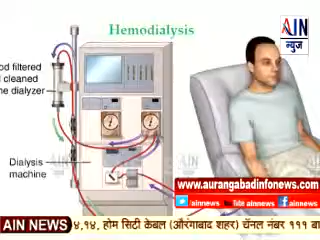 Hemodialysis
AIN
न्युज
od filtered
l cleaned
he dialyzer
Dialysis
machine
AIN
www.aurangabadinfonews.com
/ainnews /ainnews /ainnews
AIN NEWS ४,१४, होम सिटी केबल (औरंगाबाद शहर) चॅनल नंबर १११ बा